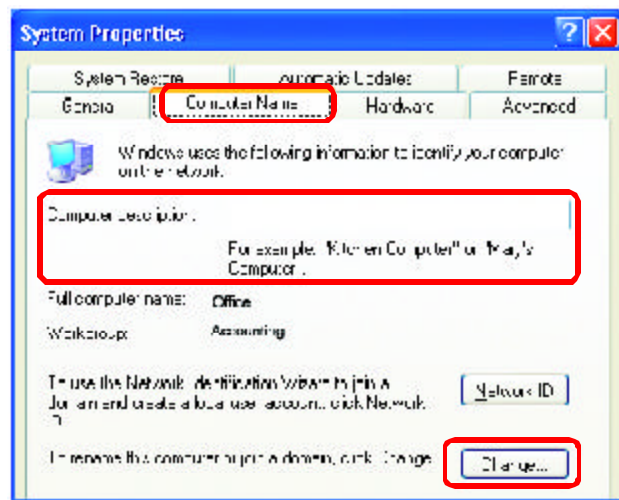 System Properties
System Restore Automatic Updates Remote
General Computer Name Hardware Advanced
Windows uses the following information to identify your computer
on the network.
Computer description:
For example: "Kitchen Computer" or "Mary's
Computer".
Full computer name: Office
Workgroup: Accounting
To use the Network Identification Wizard to join a
domain and create a local user account, click Network
ID.
Network ID
To rename this computer or join a domain, click Change.
Change...